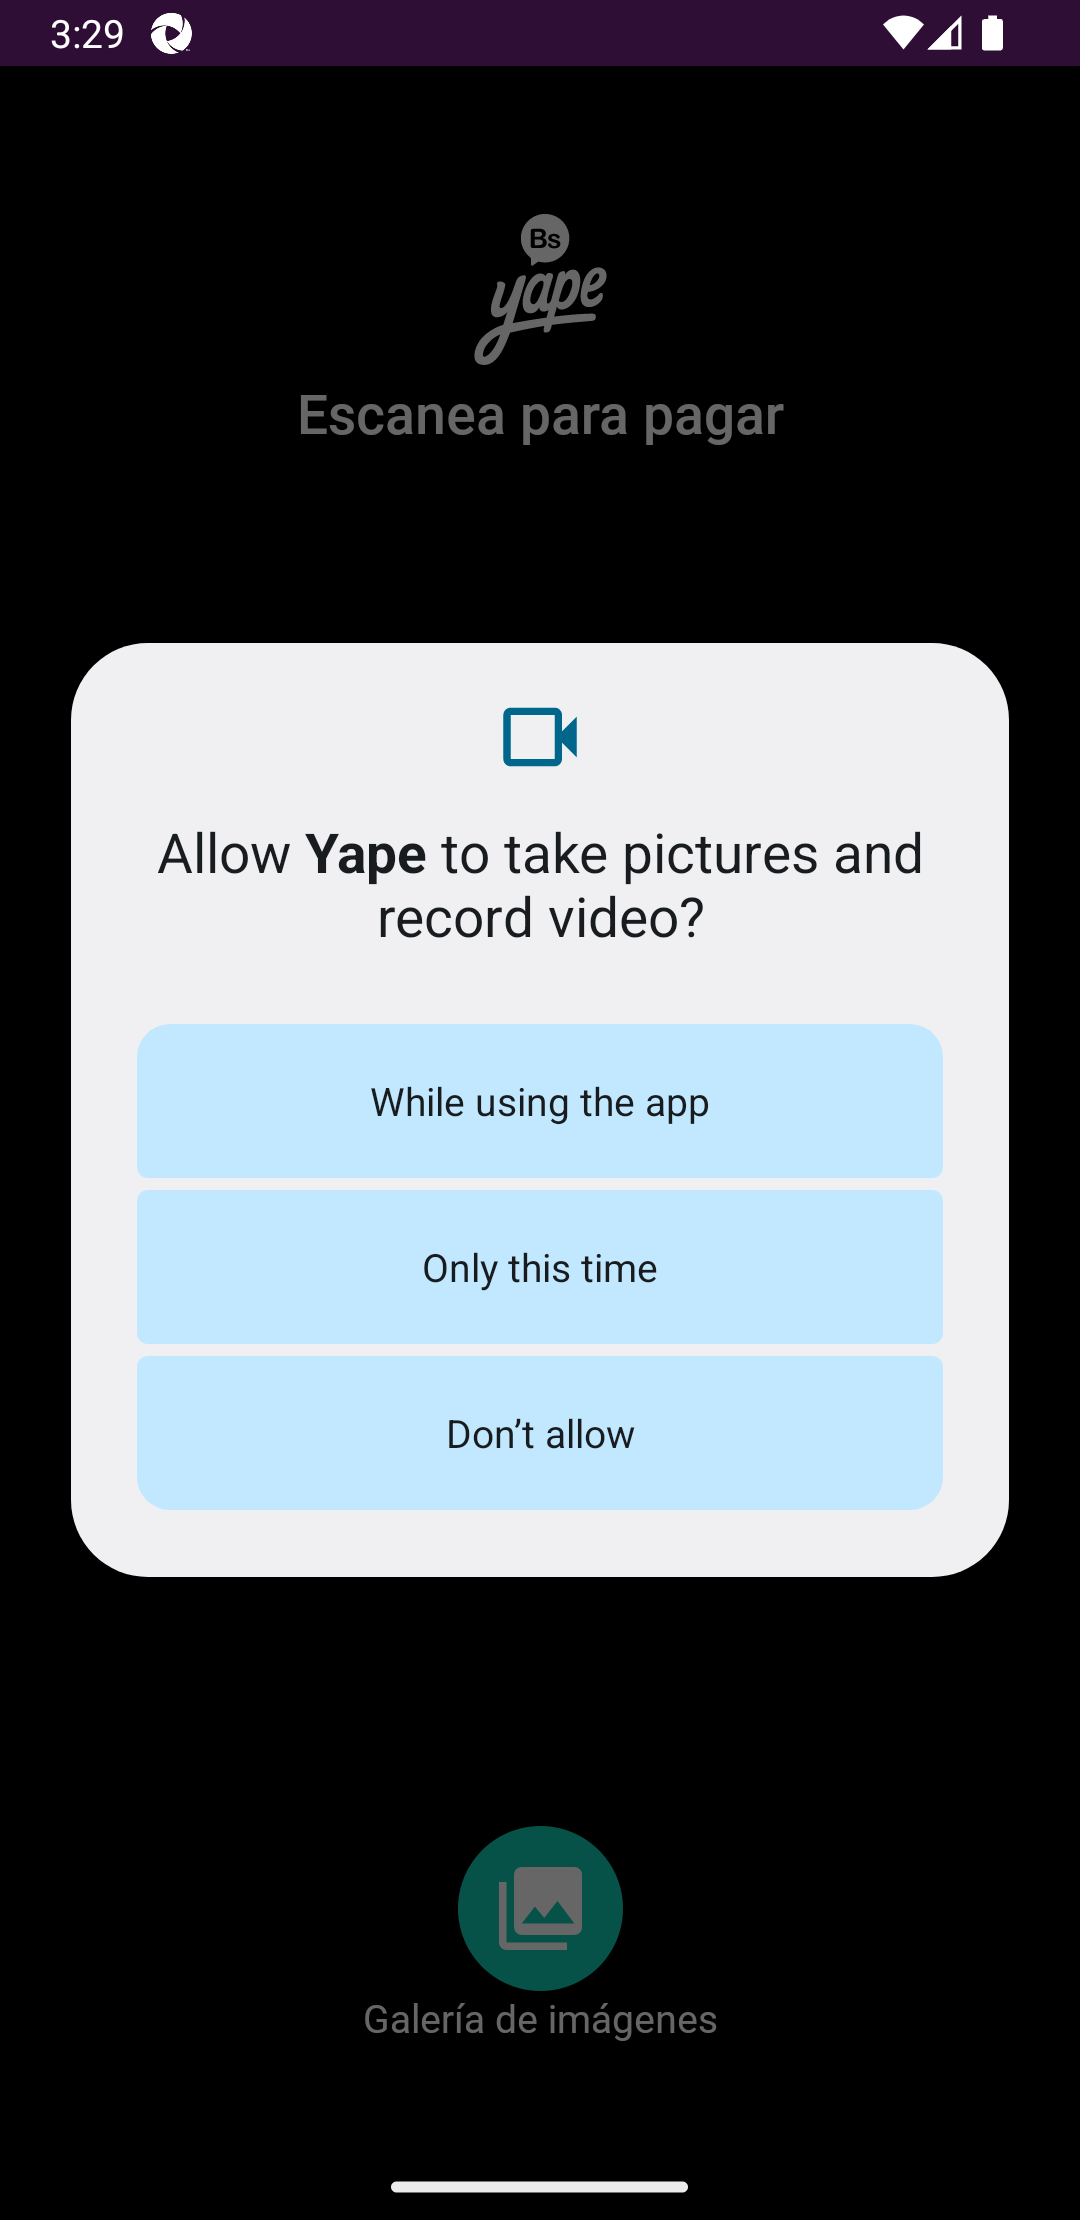 3:29
Bs
yape
Escanea para pagar
Allow Yape to take pictures and
record video?
While using the app
Only this time
Don’t allow
Galería de imágenes